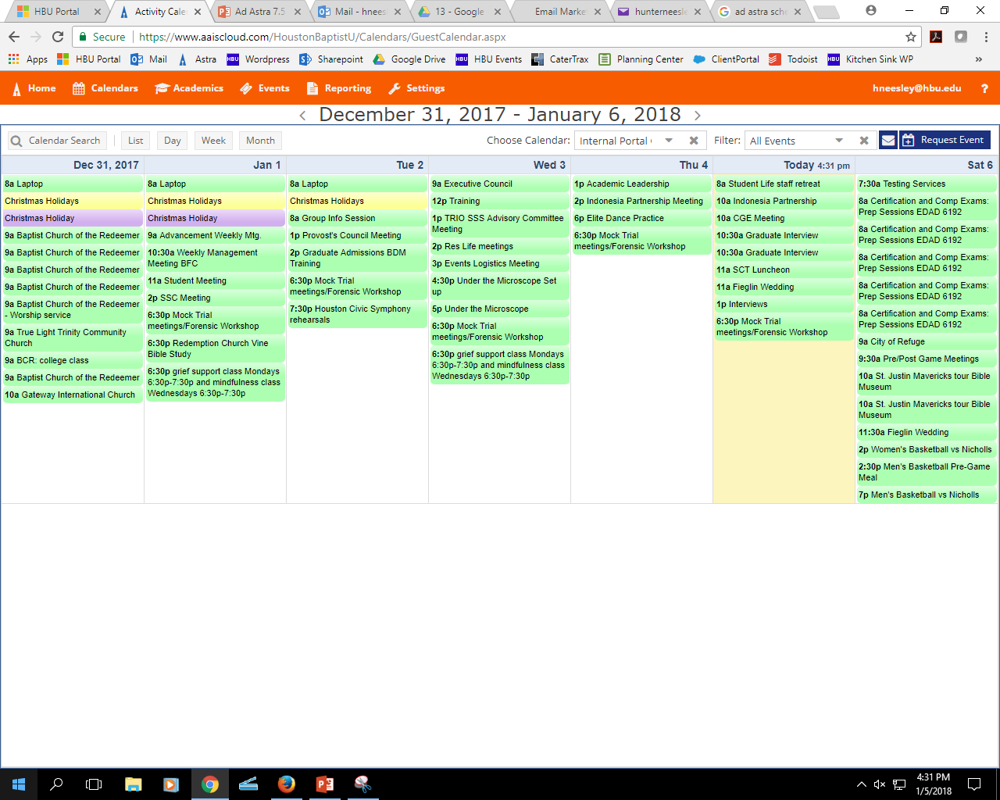 HBU Portal
Activity Cale
Ad Astra 7.5
Mail - hnees
13 - Google
Email Marke
hunterneesle
ad astra sche
Secure
https://www.aaiscloud.com/HoustonBaptistU/Calendars/GuestCalendar.aspx
Apps
HBU Portal
Mail
Astra
HBU Wordpress
Sharepoint
Google Drive
HBU HBU Events
CaterTrax
Planning Center
ClientPortal
Todoist
HBU Kitchen Sink WP
»
Home
Calendars
Academics
Events
Reporting
Settings
hneesley@hbu.edu
?
December 31, 2017 - January 6, 2018
Calendar Search
List
Day
Week
Month
Choose Calendar:
Internal Portal
Filter:
All Events
Request Event
Dec 31, 2017
8a Laptop
Christmas Holidays
Christmas Holiday
9a Baptist Church of the Redeemer
9a Baptist Church of the Redeemer
9a Baptist Church of the Redeemer
9a Baptist Church of the Redeemer
9a Baptist Church of the Redeemer
- Worship service
9a True Light Trinity Community
Church
9a BCR: college class
9a Baptist Church of the Redeemer
10a Gateway International Church
Jan 1
8a Laptop
Christmas Holidays
Christmas Holiday
9a Advancement Weekly Mtg.
10:30a Weekly Management
Meeting BFC
11a Student Meeting
2p SSC Meeting
6:30p Mock Trial
meetings/Forensic Workshop
6:30p Redemption Church Vine
Bible Study
6:30p grief support class Mondays
6:30p-7:30p and mindfulness class
Wednesdays 6:30p-7:30p
Tue 2
8a Laptop
Christmas Holidays
8a Group Info Session
1p Provost's Council Meeting
2p Graduate Admissions BDM
Training
6:30p Mock Trial
meetings/Forensic Workshop
7:30p Houston Civic Symphony
rehearsals
Wed 3
9a Executive Council
12p Training
1p TRIO SSS Advisory Committee
Meeting
2p Res Life meetings
3p Events Logistics Meeting
4:30p Under the Microscope Set
up
5p Under the Microscope
6:30p Mock Trial
meetings/Forensic Workshop
6:30p grief support class Mondays
6:30p-7:30p and mindfulness class
Wednesdays 6:30p-7:30p
Thu 4
1p Academic Leadership
2p Indonesia Partnership Meeting
6p Elite Dance Practice
6:30p Mock Trial
meetings/Forensic Workshop
Today 4:31 pm
8a Student Life staff retreat
10a Indonesia Partnership
10a CGE Meeting
10:30a Graduate Interview
10:30a Graduate Interview
11a SCT Luncheon
11a Fieglin Wedding
1p Interviews
6:30p Mock Trial
meetings/Forensic Workshop
Sat 6
7:30a Testing Services
8a Certification and Comp Exams:
Prep Sessions EDAD 6192
8a Certification and Comp Exams:
Prep Sessions EDAD 6192
8a Certification and Comp Exams:
Prep Sessions EDAD 6192
8a Certification and Comp Exams:
Prep Sessions EDAD 6192
8a Certification and Comp Exams:
Prep Sessions EDAD 6192
9a City of Refuge
9:30a Pre/Post Game Meetings
10a St. Justin Mavericks tour Bible
Museum
10a St. Justin Mavericks tour Bible
Museum
11:30a Fieglin Wedding
2p Women's Basketball vs Nicholls
2:30p Men's Basketball Pre-Game
Meal
7p Men's Basketball vs Nicholls
4:31 PM
1/5/2018